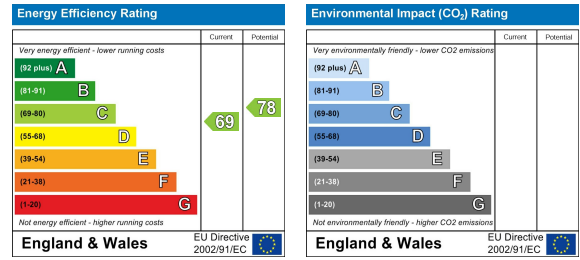 Energy Efficiency Rating
Current Potential
Very energy efficient - lower running costs
(92 plus) A
(81-91) B
(69-80) C
(55-68) D
(39-54) E
(21-38) F
(1-20) G
69
78
Not energy efficient - higher running costs
England & Wales
EU Directive
2002/91/EC
Environmental Impact (CO₂) Rating
Current Potential
Very environmentally friendly - lower CO2 emissions
(92 plus) A
(81-91) B
(69-80) C
(55-68) D
(39-54) E
(21-38) F
(1-20) G
Not environmentally friendly - higher CO2 emissions
England & Wales
EU Directive
2002/91/EC